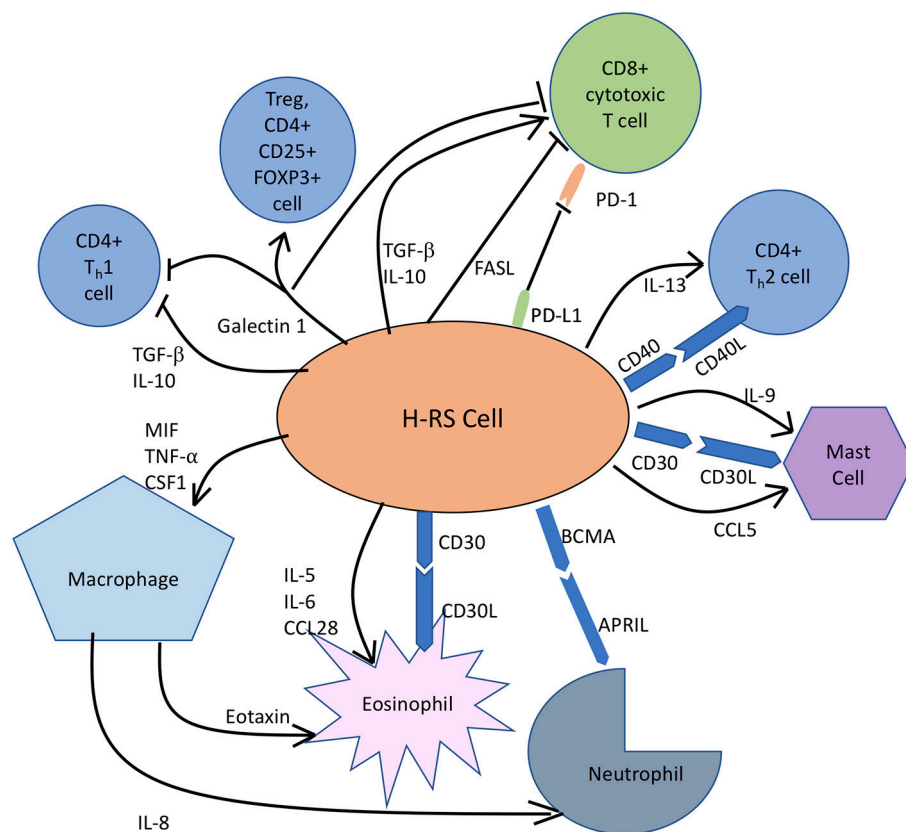 CD8+
cytotoxic
T cell
Treg,
CD4+
CD25+
FOXP3+
cell
PD-1
CD4+
Th1
cell
CD4+
Th2 cell
TGF-β
IL-10
FASL
IL-13
Galectin 1
PD-L1
TGF-β
IL-10
CD40
CD40L
IL-9
H-RS Cell
MIF
TNF-α
CSF1
CD30
CD30L
Mast
Cell
CCL5
CD30
BCMA
Macrophage
IL-5
IL-6
CCL28
CD30L
APRIL
Eosinophil
Eotaxin
Neutrophil
IL-8